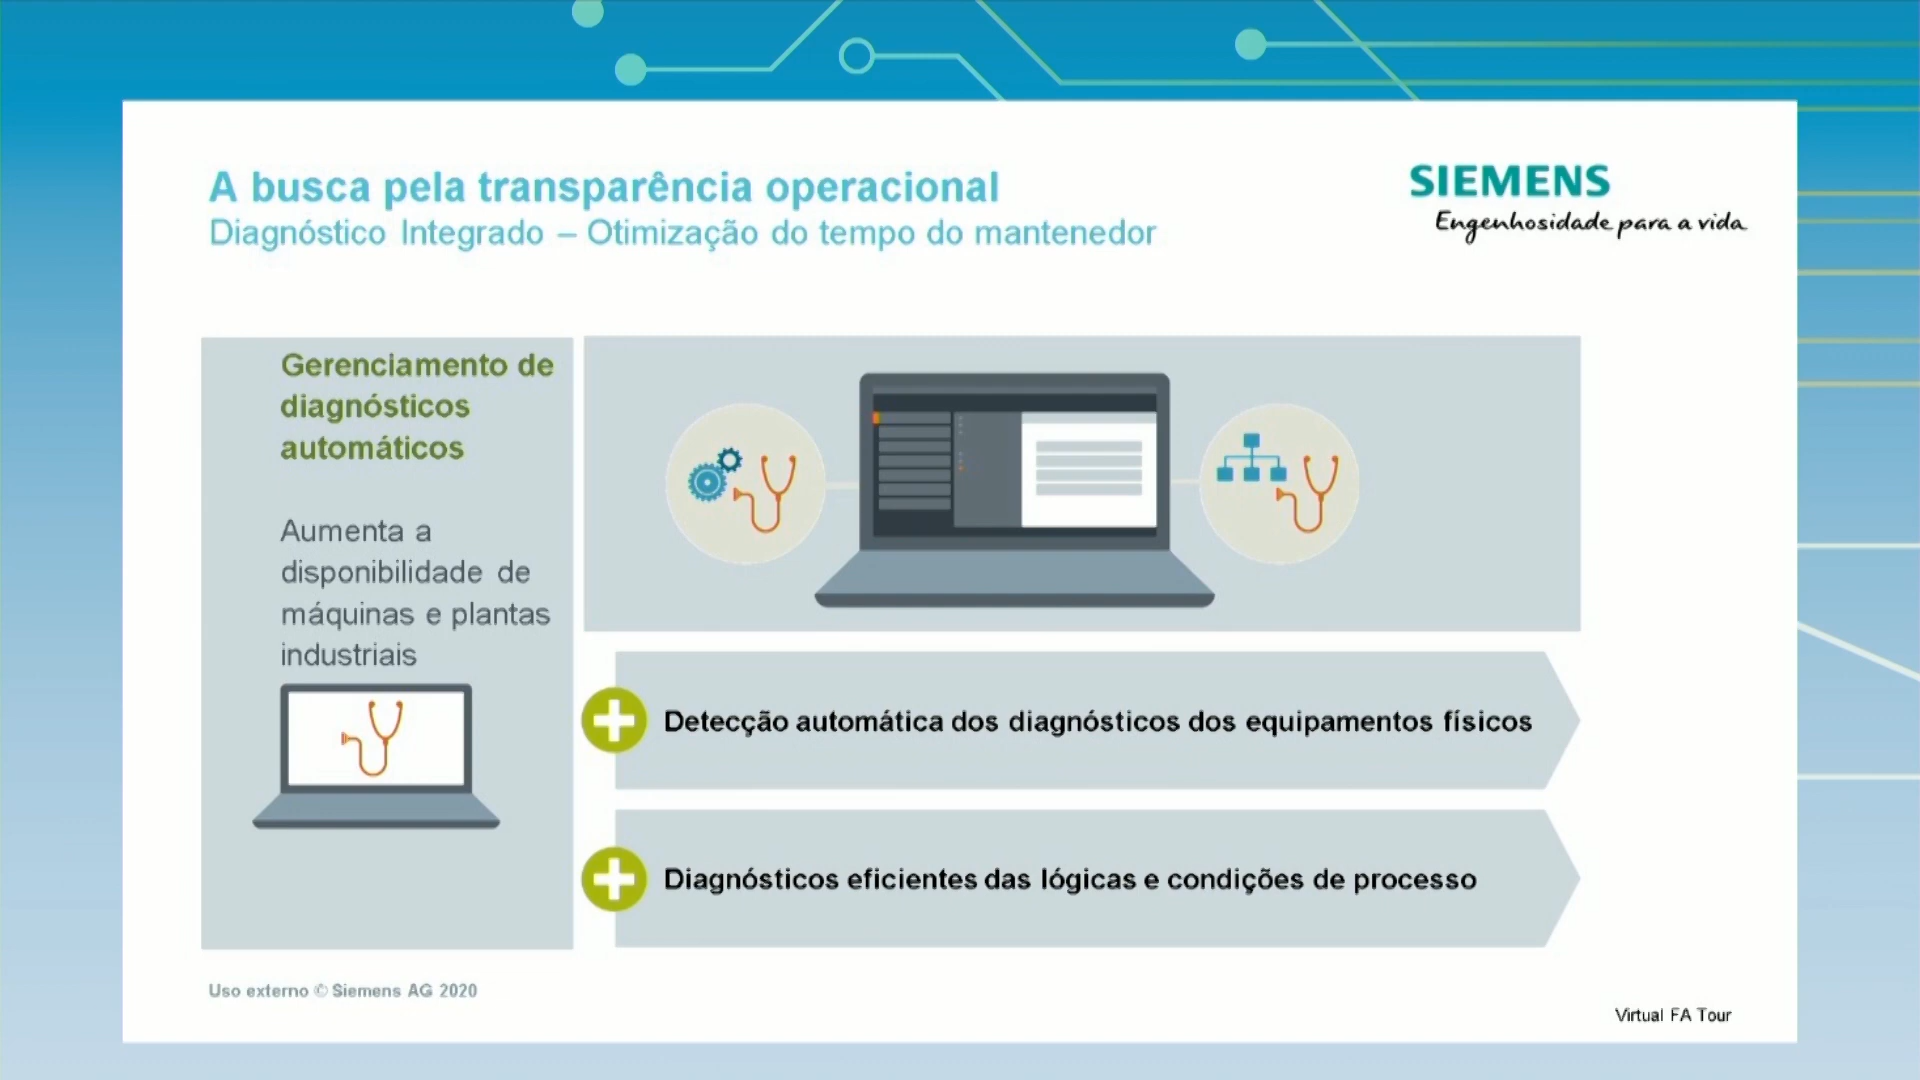 A busca pela transparência operacional
Diagnóstico Integrado – Otimização do tempo do mantenedor
SIEMENS
Engenhosidade para a vida
Gerenciamento de
diagnósticos
automáticos
Aumenta a
disponibilidade de
máquinas e plantas
industriais
Detecção automática dos diagnósticos dos equipamentos físicos
Diagnósticos eficientes das lógicas e condições de processo
Uso externo © Siemens AG 2020
Virtual FA Tour